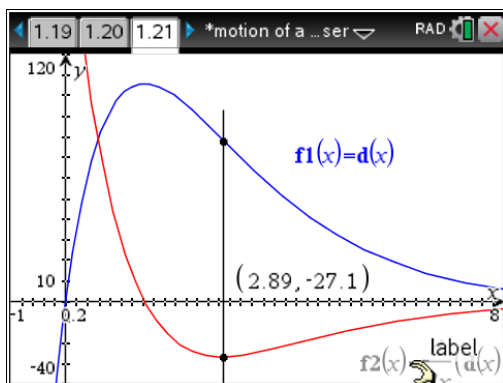 1.19 1.20 1.21 *motion of a ...ser RAD
120 y
f1(x)=d(x)
10
(2.89, -27.1)
x
-1 0.2 8
label
-40 f2(x) (d(x)